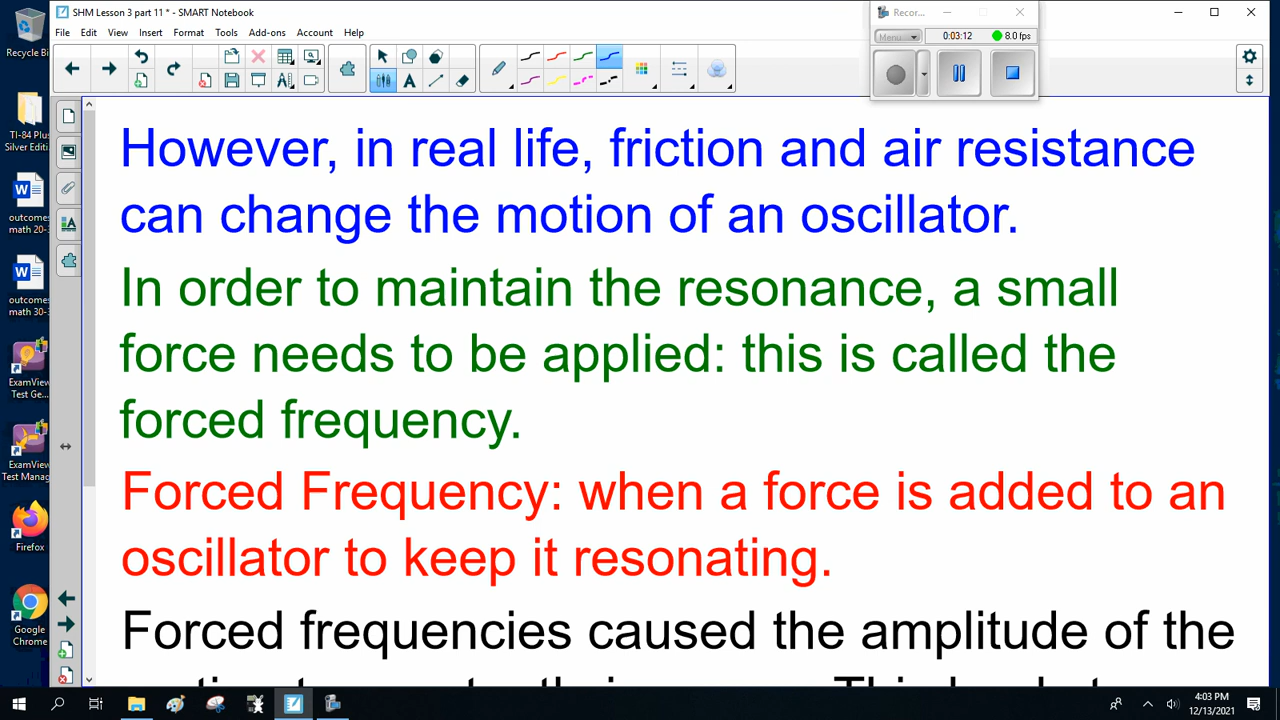 SHM Lesson 3 part 11 * - SMART Notebook
File Edit View Insert Format Tools Add-ons Account Help
Recor...
Menu 0:03:12 8.0 fps
Recycle Bi
TI-84 Plus
Silver Editi
outcomes
math 20-
outcomes
math 30-
ExamView
Test Ge...
ExamView
Test Manag
Firefox
Google
Chrome
However, in real life, friction and air resistance
can change the motion of an oscillator.
In order to maintain the resonance, a small
force needs to be applied: this is called the
forced frequency.
Forced Frequency: when a force is added to an
oscillator to keep it resonating.
Forced frequencies caused the amplitude of the
4:03 PM
12/13/2021